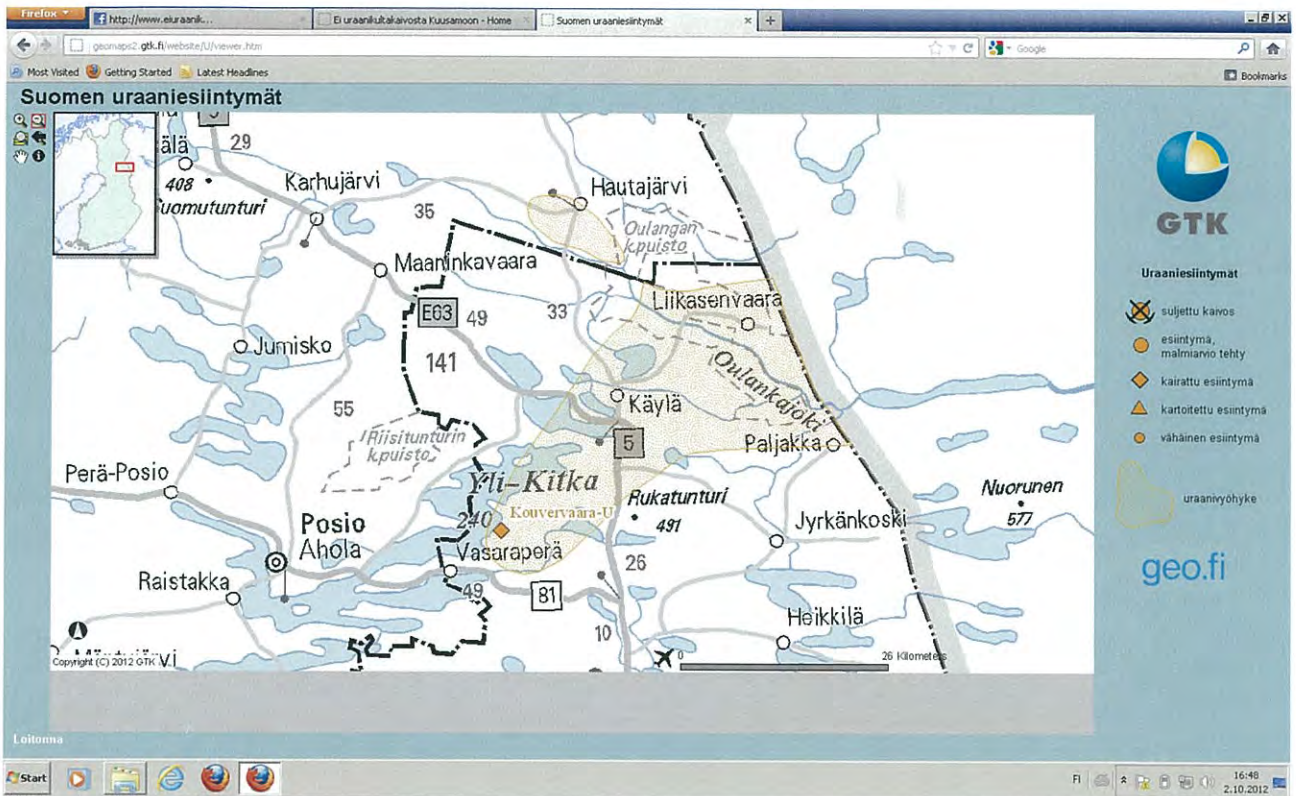 Firefox
http://www.eiuraanik...
Ei uraanikultakaivosta Kuusamoon - Home
Suomen uraaniesiintymät
geomaps2.gtk.fi/website/U/viewer.htm
Google
Most Visited
Getting Started
Latest Headlines
Bookmarks
Suomen uraaniesiintymät
29
älä
408
uomutunturi
Karhujärvi
35
Hautajärvi
Oulangan
k.puisto
Maaninkavaara
E63
49
33
Liikasenvaara
Jumisko
141
55
Oulankajoki
Käylä
5
Riisitunturin
k.puisto
Paljakka
Perä-Posio
Yli-Kitka
240
Kouvervaara-U
Rukatunturi
491
Nuorunen
577
Posio
Ahola
Vasaraperä
Jyrkänkoski
Raistakka
49
81
26
10
Heikkilä
0
26 Kilometers
Copyright (C) 2012 GTK
GTK
Uraaniesiintymät
suljettu kaivos
esiintymä,
malmiarvio tehty
kairattu esiintymä
kartoitettu esiintymä
vähäinen esiintymä
uraanivyöhyke
geo.fi
Loitonna
Start
FI
16:48
2.10.2012